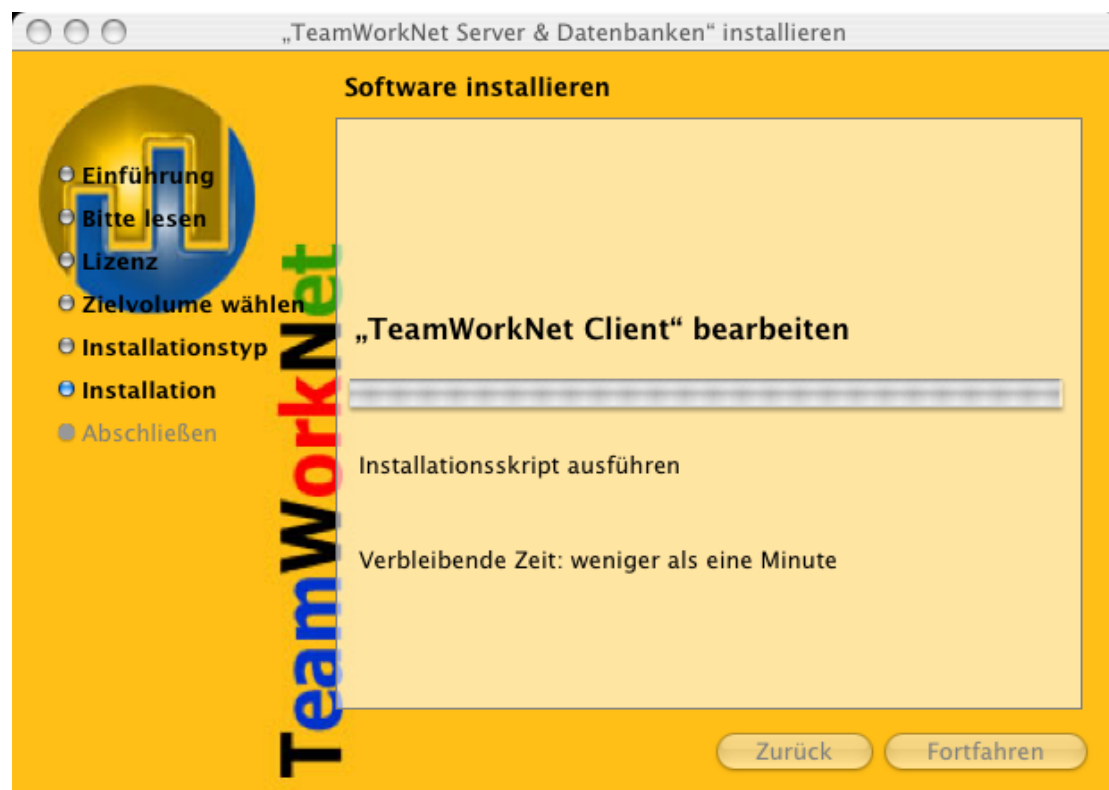 „TeamWorkNet Server & Datenbanken“ installieren
Software installieren
Einführung
Bitte lesen
Lizenz
Zielvolume wählen
Installationstyp
Installation
Abschließen
TeamWorkNet
„TeamWorkNet Client“ bearbeiten
Installationsskript ausführen
Verbleibende Zeit: weniger als eine Minute
Zurück
Fortfahren